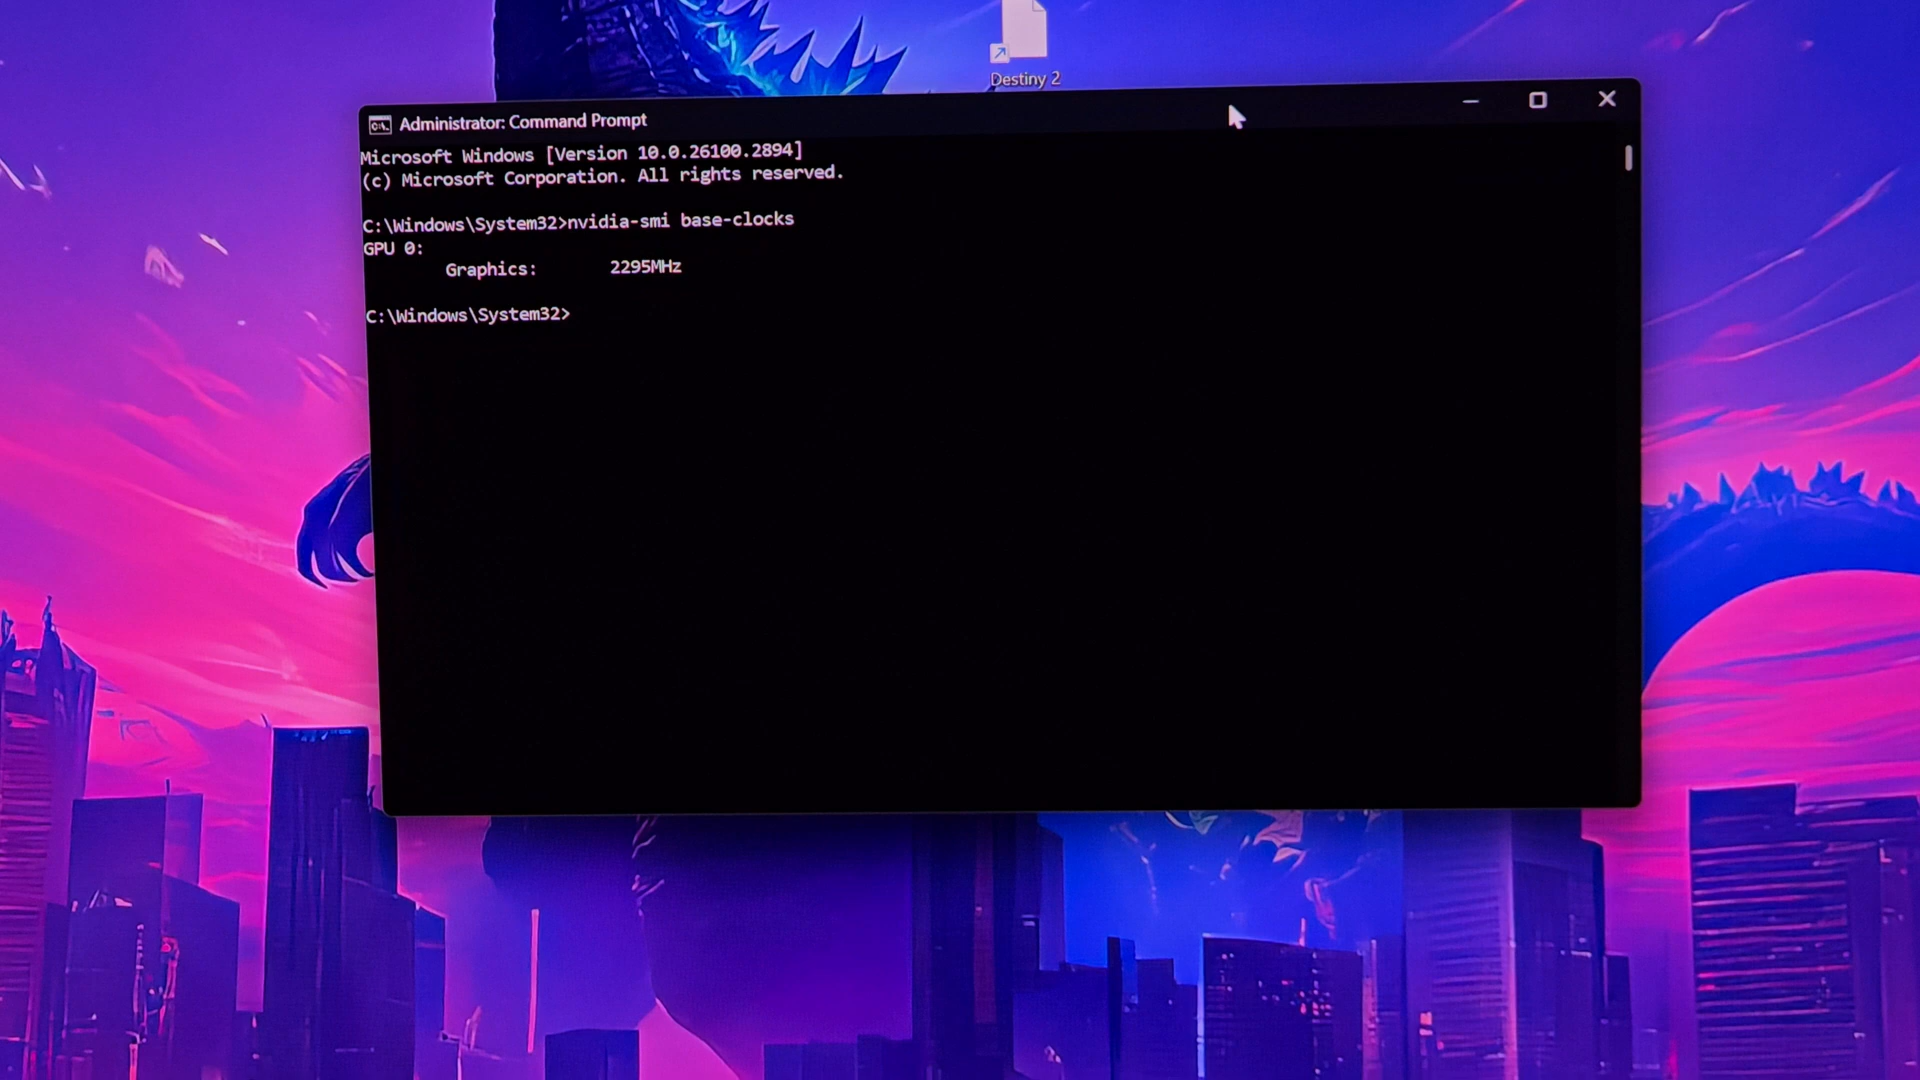 Destiny 2
Administrator: Command Prompt
Microsoft Windows [Version 10.0.26100.2894]
(c) Microsoft Corporation. All rights reserved.
C:\Windows\System32>nvidia-smi base-clocks
GPU 0:
Graphics: 2295MHz
C:\Windows\System32>